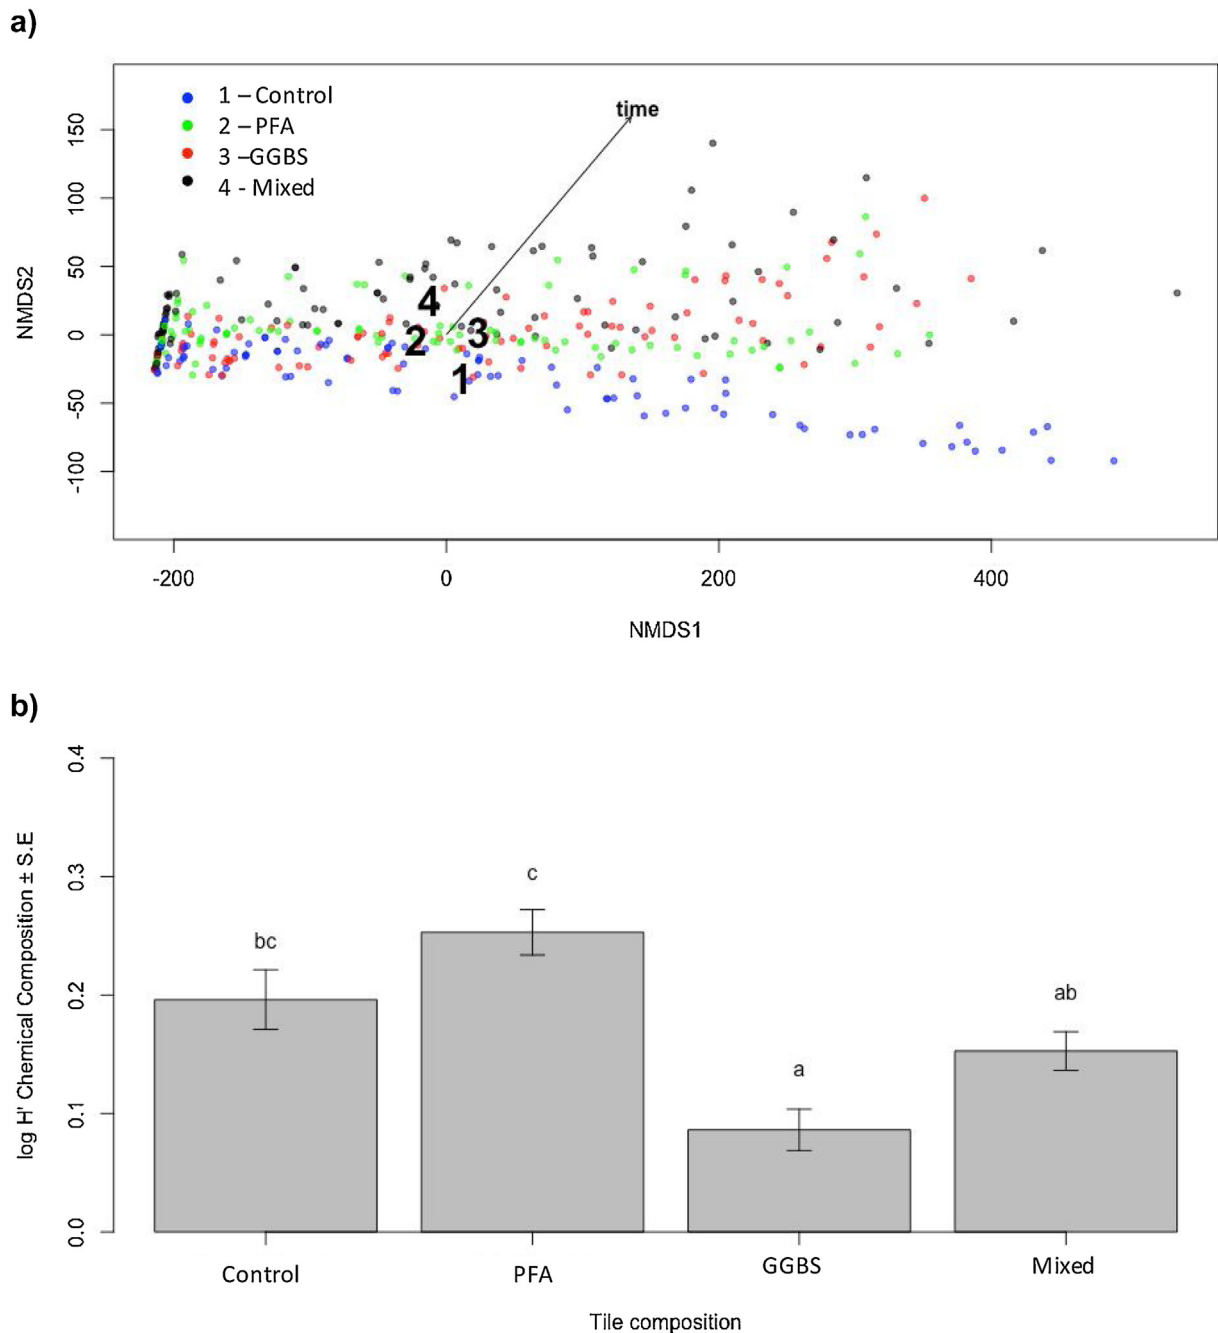 a)
time
1 – Control
2 – PFA
3 –GGBS
4 - Mixed
150
100
50
0
-50
-100
NMDS2
4
3
2
1
-200
0
200
400
NMDS1
b)
0.4
0.3
0.2
0.1
0.0
log H' Chemical Composition ± S.E
bc
c
a
ab
Control
PFA
GGBS
Mixed
Tile composition